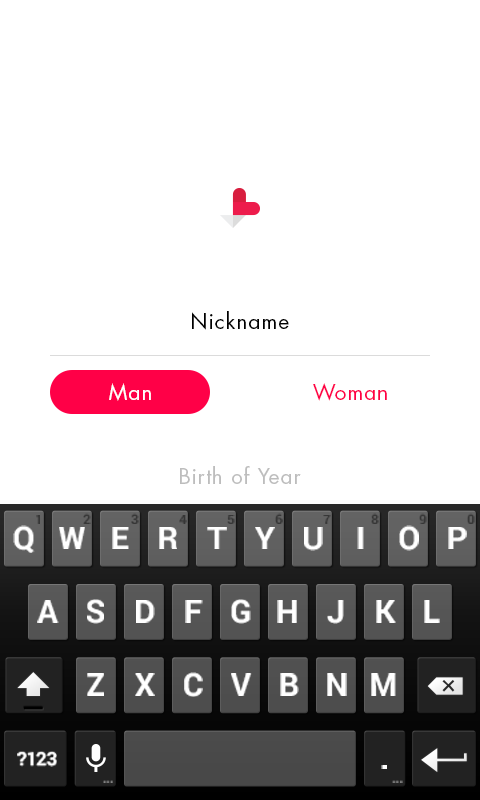 Nickname
Man Woman
Birth of Year
1 2 3 4 5 6 7 8 9 0
Q W E R T Y U I O P
A S D F G H J K L
Z X C V B N M
?123 ... . ...